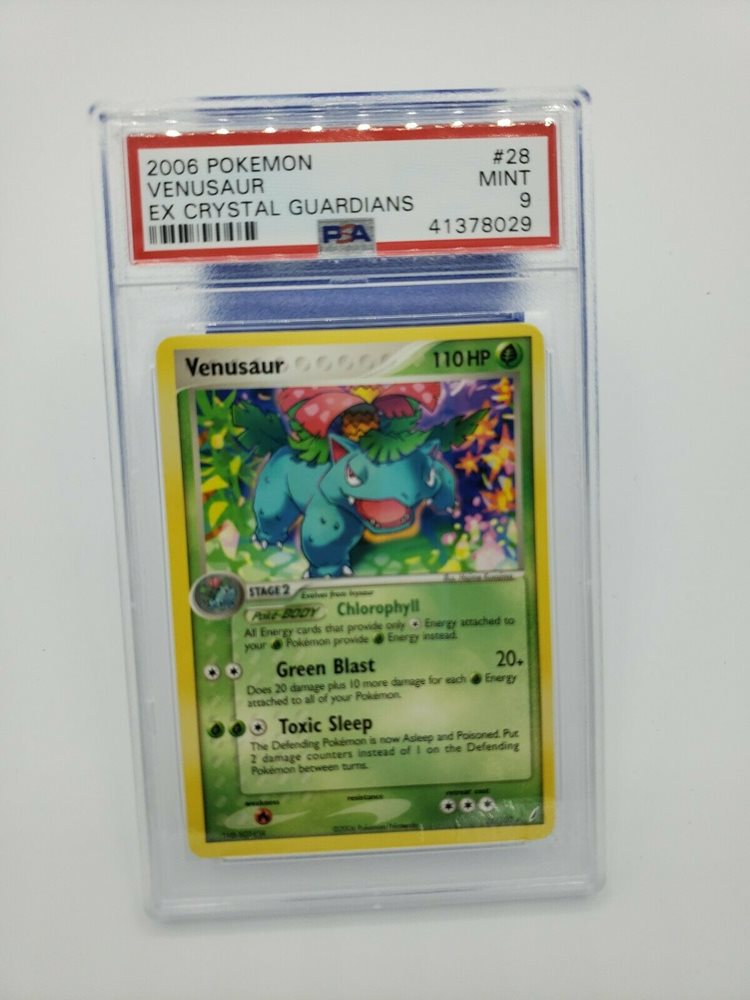 2006 POKEMON #28
VENUSAUR MINT
EX CRYSTAL GUARDIANS 9
PSA 41378029
Venusaur 110 HP
STAGE 2 Evolves from Ivysaur
Poké-BODY Chlorophyll
All Energy cards that provide only Energy attached to
your Pokémon provide Energy instead.
Green Blast 20+
Does 20 damage plus 10 more damage for each Energy
attached to all of your Pokémon.
Toxic Sleep
The Defending Pokémon is now Asleep and Poisoned. Put
2 damage counters instead of 1 on the Defending
Pokémon between turns.
weakness resistance retreat cost
©2006 Pokémon/Nintendo